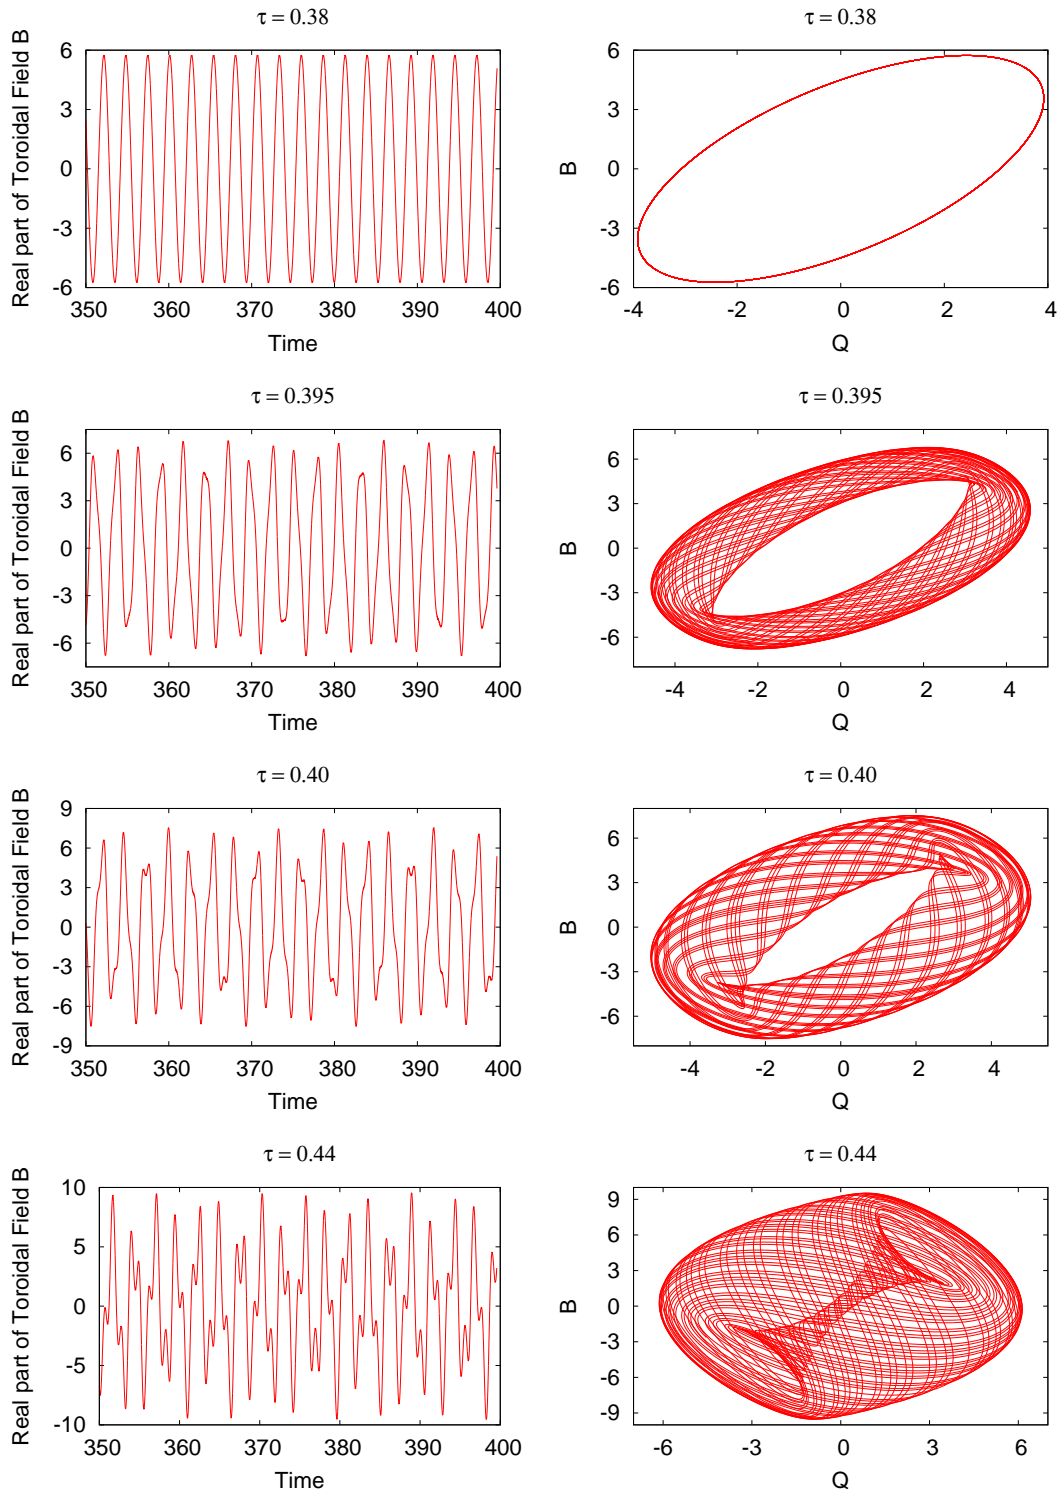 τ = 0.38
τ = 0.38
Real part of Toroidal Field B
6
3
0
-3
-6
350 360 370 380 390 400
Time
B
6
3
0
-3
-6
-4 -2 0 2 4
Q
τ = 0.395
τ = 0.395
Real part of Toroidal Field B
6
3
0
-3
-6
350 360 370 380 390 400
Time
B
6
3
0
-3
-6
-4 -2 0 2 4
Q
τ = 0.40
τ = 0.40
Real part of Toroidal Field B
9
6
3
0
-3
-6
-9
350 360 370 380 390 400
Time
B
6
3
0
-3
-6
-4 -2 0 2 4
Q
τ = 0.44
τ = 0.44
Real part of Toroidal Field B
10
5
0
-5
-10
350 360 370 380 390 400
Time
B
9
6
3
0
-3
-6
-9
-6 -3 0 3 6
Q